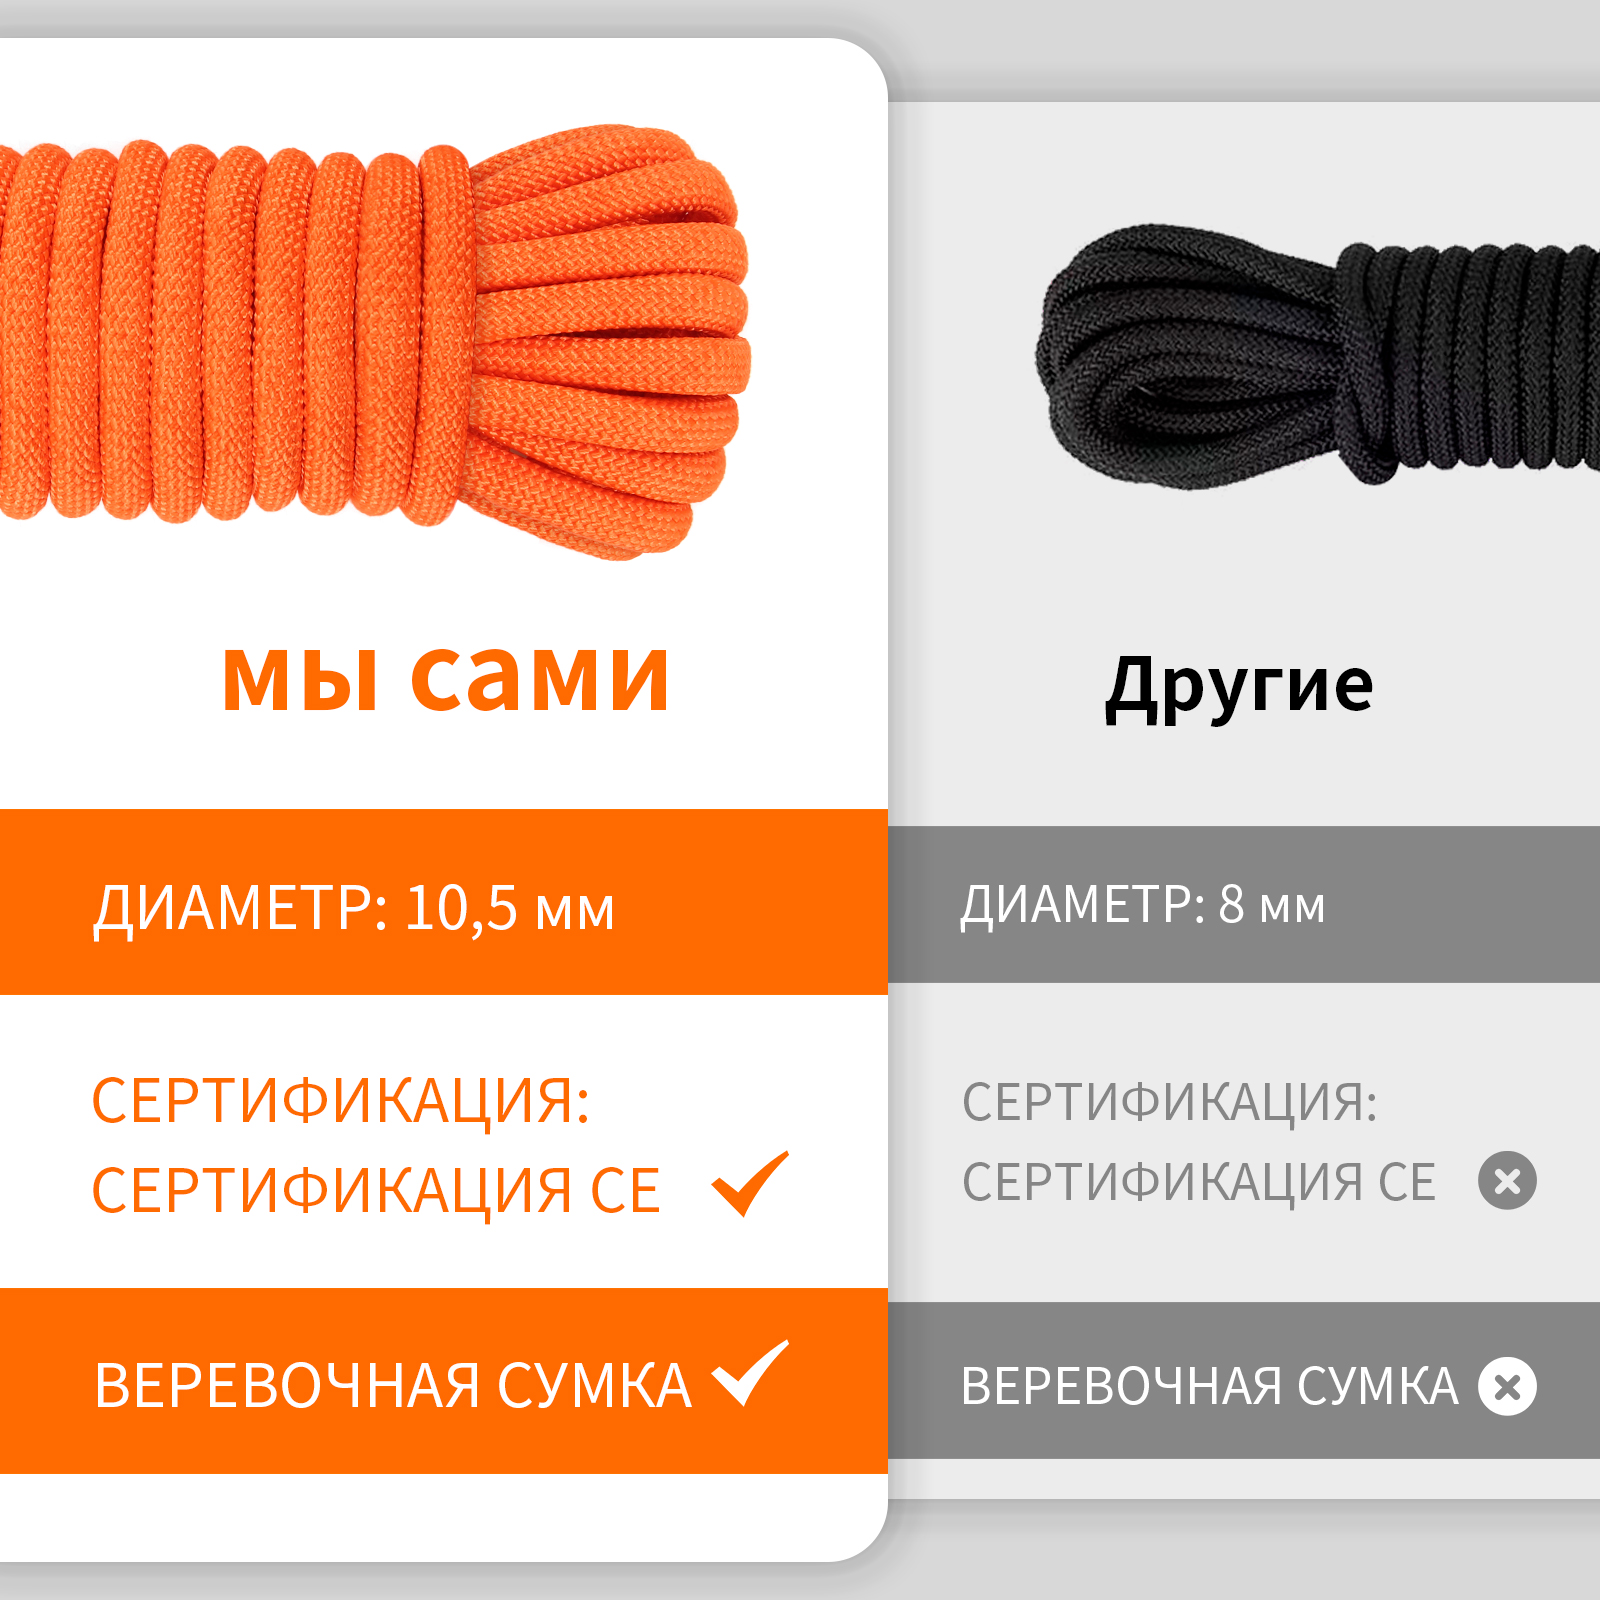 мы сами
ДИАМЕТР: 10,5 мм
СЕРТИФИКАЦИЯ:
СЕРТИФИКАЦИЯ CE
ВЕРЕВОЧНАЯ СУМКА
Другие
ДИАМЕТР: 8 мм
СЕРТИФИКАЦИЯ:
СЕРТИФИКАЦИЯ CE
ВЕРЕВОЧНАЯ СУМКА